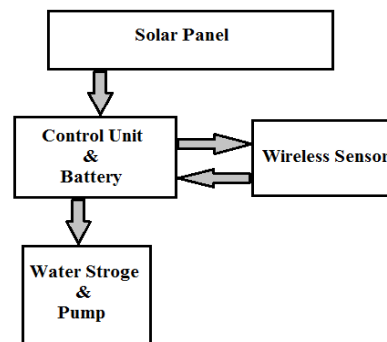 Solar Panel
Control Unit
&
Battery
Wireless Sensor
Water Stroge
&
Pump